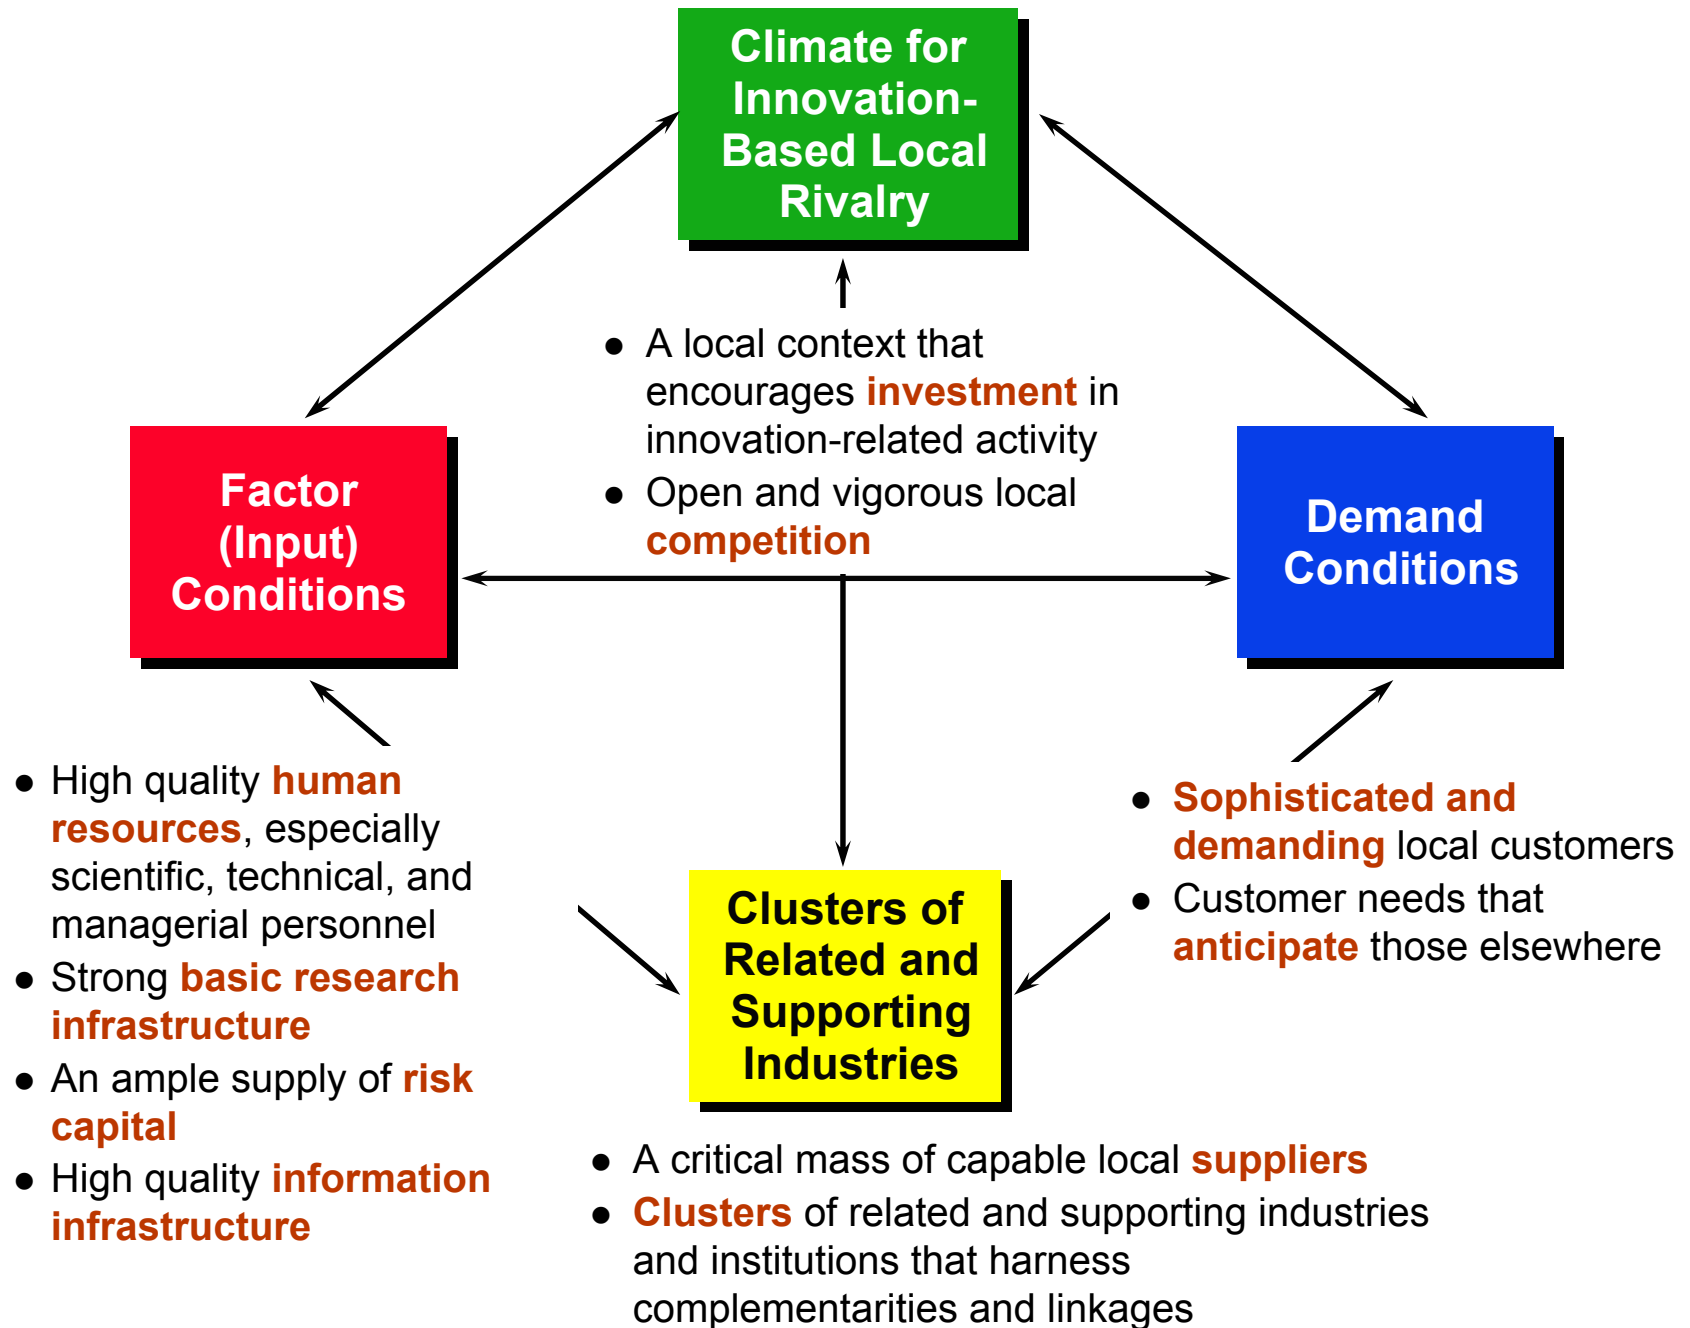 Climate for
Innovation-
Based Local
Rivalry
● A local context that
encourages investment in
innovation-related activity
● Open and vigorous local
competition
Factor
(Input)
Conditions
Demand
Conditions
● High quality human
resources, especially
scientific, technical, and
managerial personnel
● Strong basic research
infrastructure
● An ample supply of risk
capital
● High quality information
infrastructure
● Sophisticated and
demanding local customers
● Customer needs that
anticipate those elsewhere
Clusters of
Related and
Supporting
Industries
● A critical mass of capable local suppliers
● Clusters of related and supporting industries
and institutions that harness
complementarities and linkages